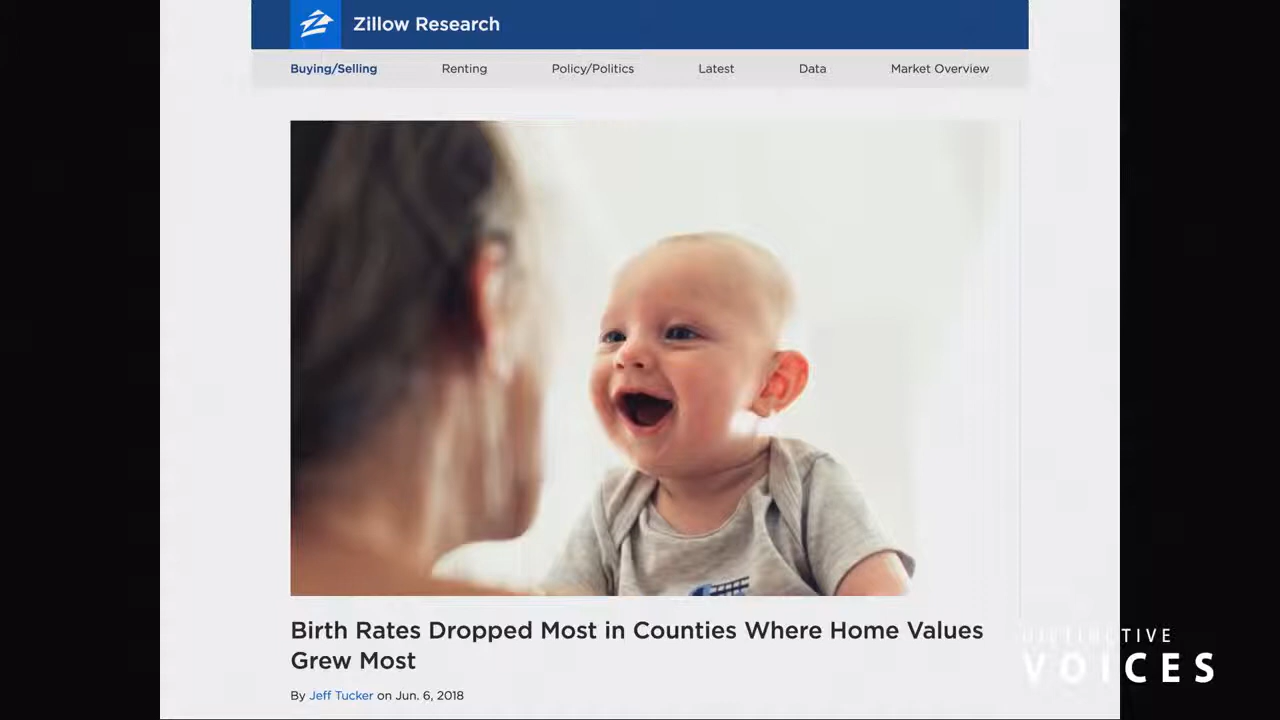 Zillow Research
Buying/Selling Renting Policy/Politics Latest Data Market Overview
Birth Rates Dropped Most in Counties Where Home Values
Grew Most
By Jeff Tucker on Jun. 6, 2018
DISTINCTIVE
VOICES